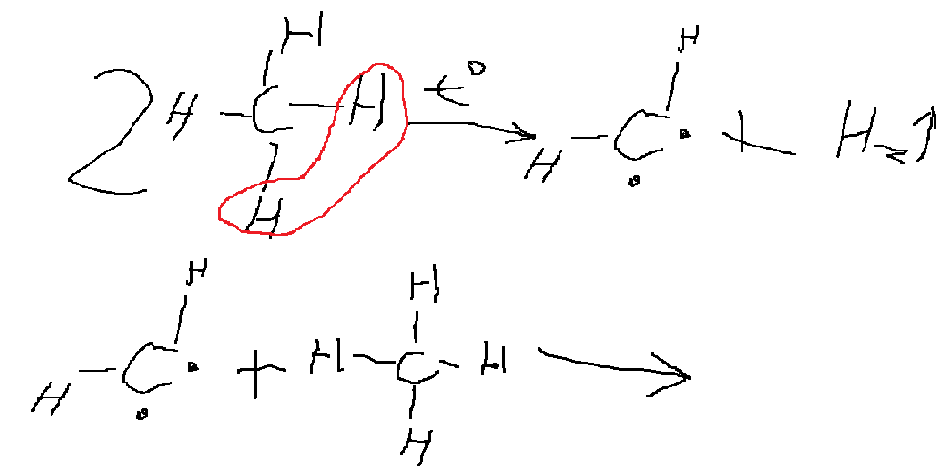 H
2 H - C - H t° H
H H - C • + H₂↑
•
H H
H - C • + H - C - H →
• H